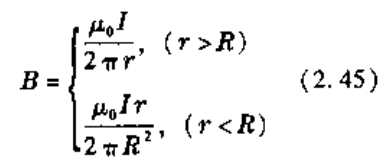 B = { μ₀I / 2πr, (r > R)
μ₀Ir / 2πR², (r < R)
(2.45)